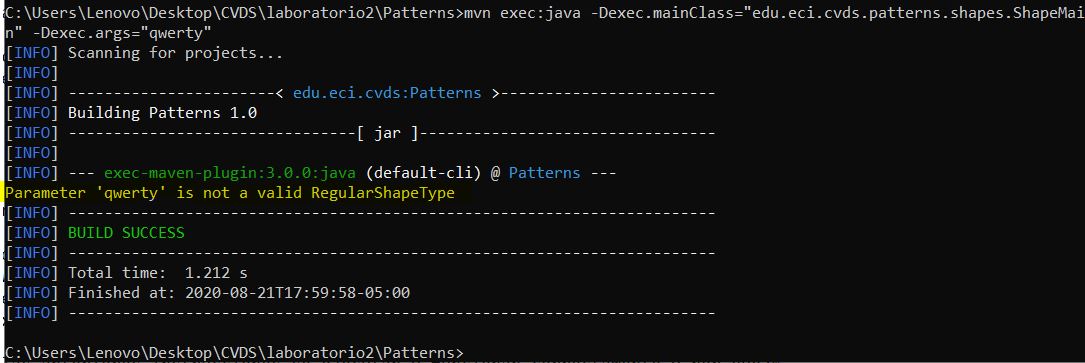 C:\Users\Lenovo\Desktop\CVDS\laboratorio2\Patterns>mvn exec:java -Dexec.mainClass="edu.eci.cvds.patterns.shapes.ShapeMai
n" -Dexec.args="qwerty"
[INFO] Scanning for projects...
[INFO]
[INFO] -----------------------< edu.eci.cvds:Patterns >------------------------
[INFO] Building Patterns 1.0
[INFO] --------------------------------[ jar ]---------------------------------
[INFO]
[INFO] --- exec-maven-plugin:3.0.0:java (default-cli) @ Patterns ---
Parameter 'qwerty' is not a valid RegularShapeType
[INFO] ------------------------------------------------------------------------
[INFO] BUILD SUCCESS
[INFO] ------------------------------------------------------------------------
[INFO] Total time:  1.212 s
[INFO] Finished at: 2020-08-21T17:59:58-05:00
[INFO] ------------------------------------------------------------------------
C:\Users\Lenovo\Desktop\CVDS\laboratorio2\Patterns>